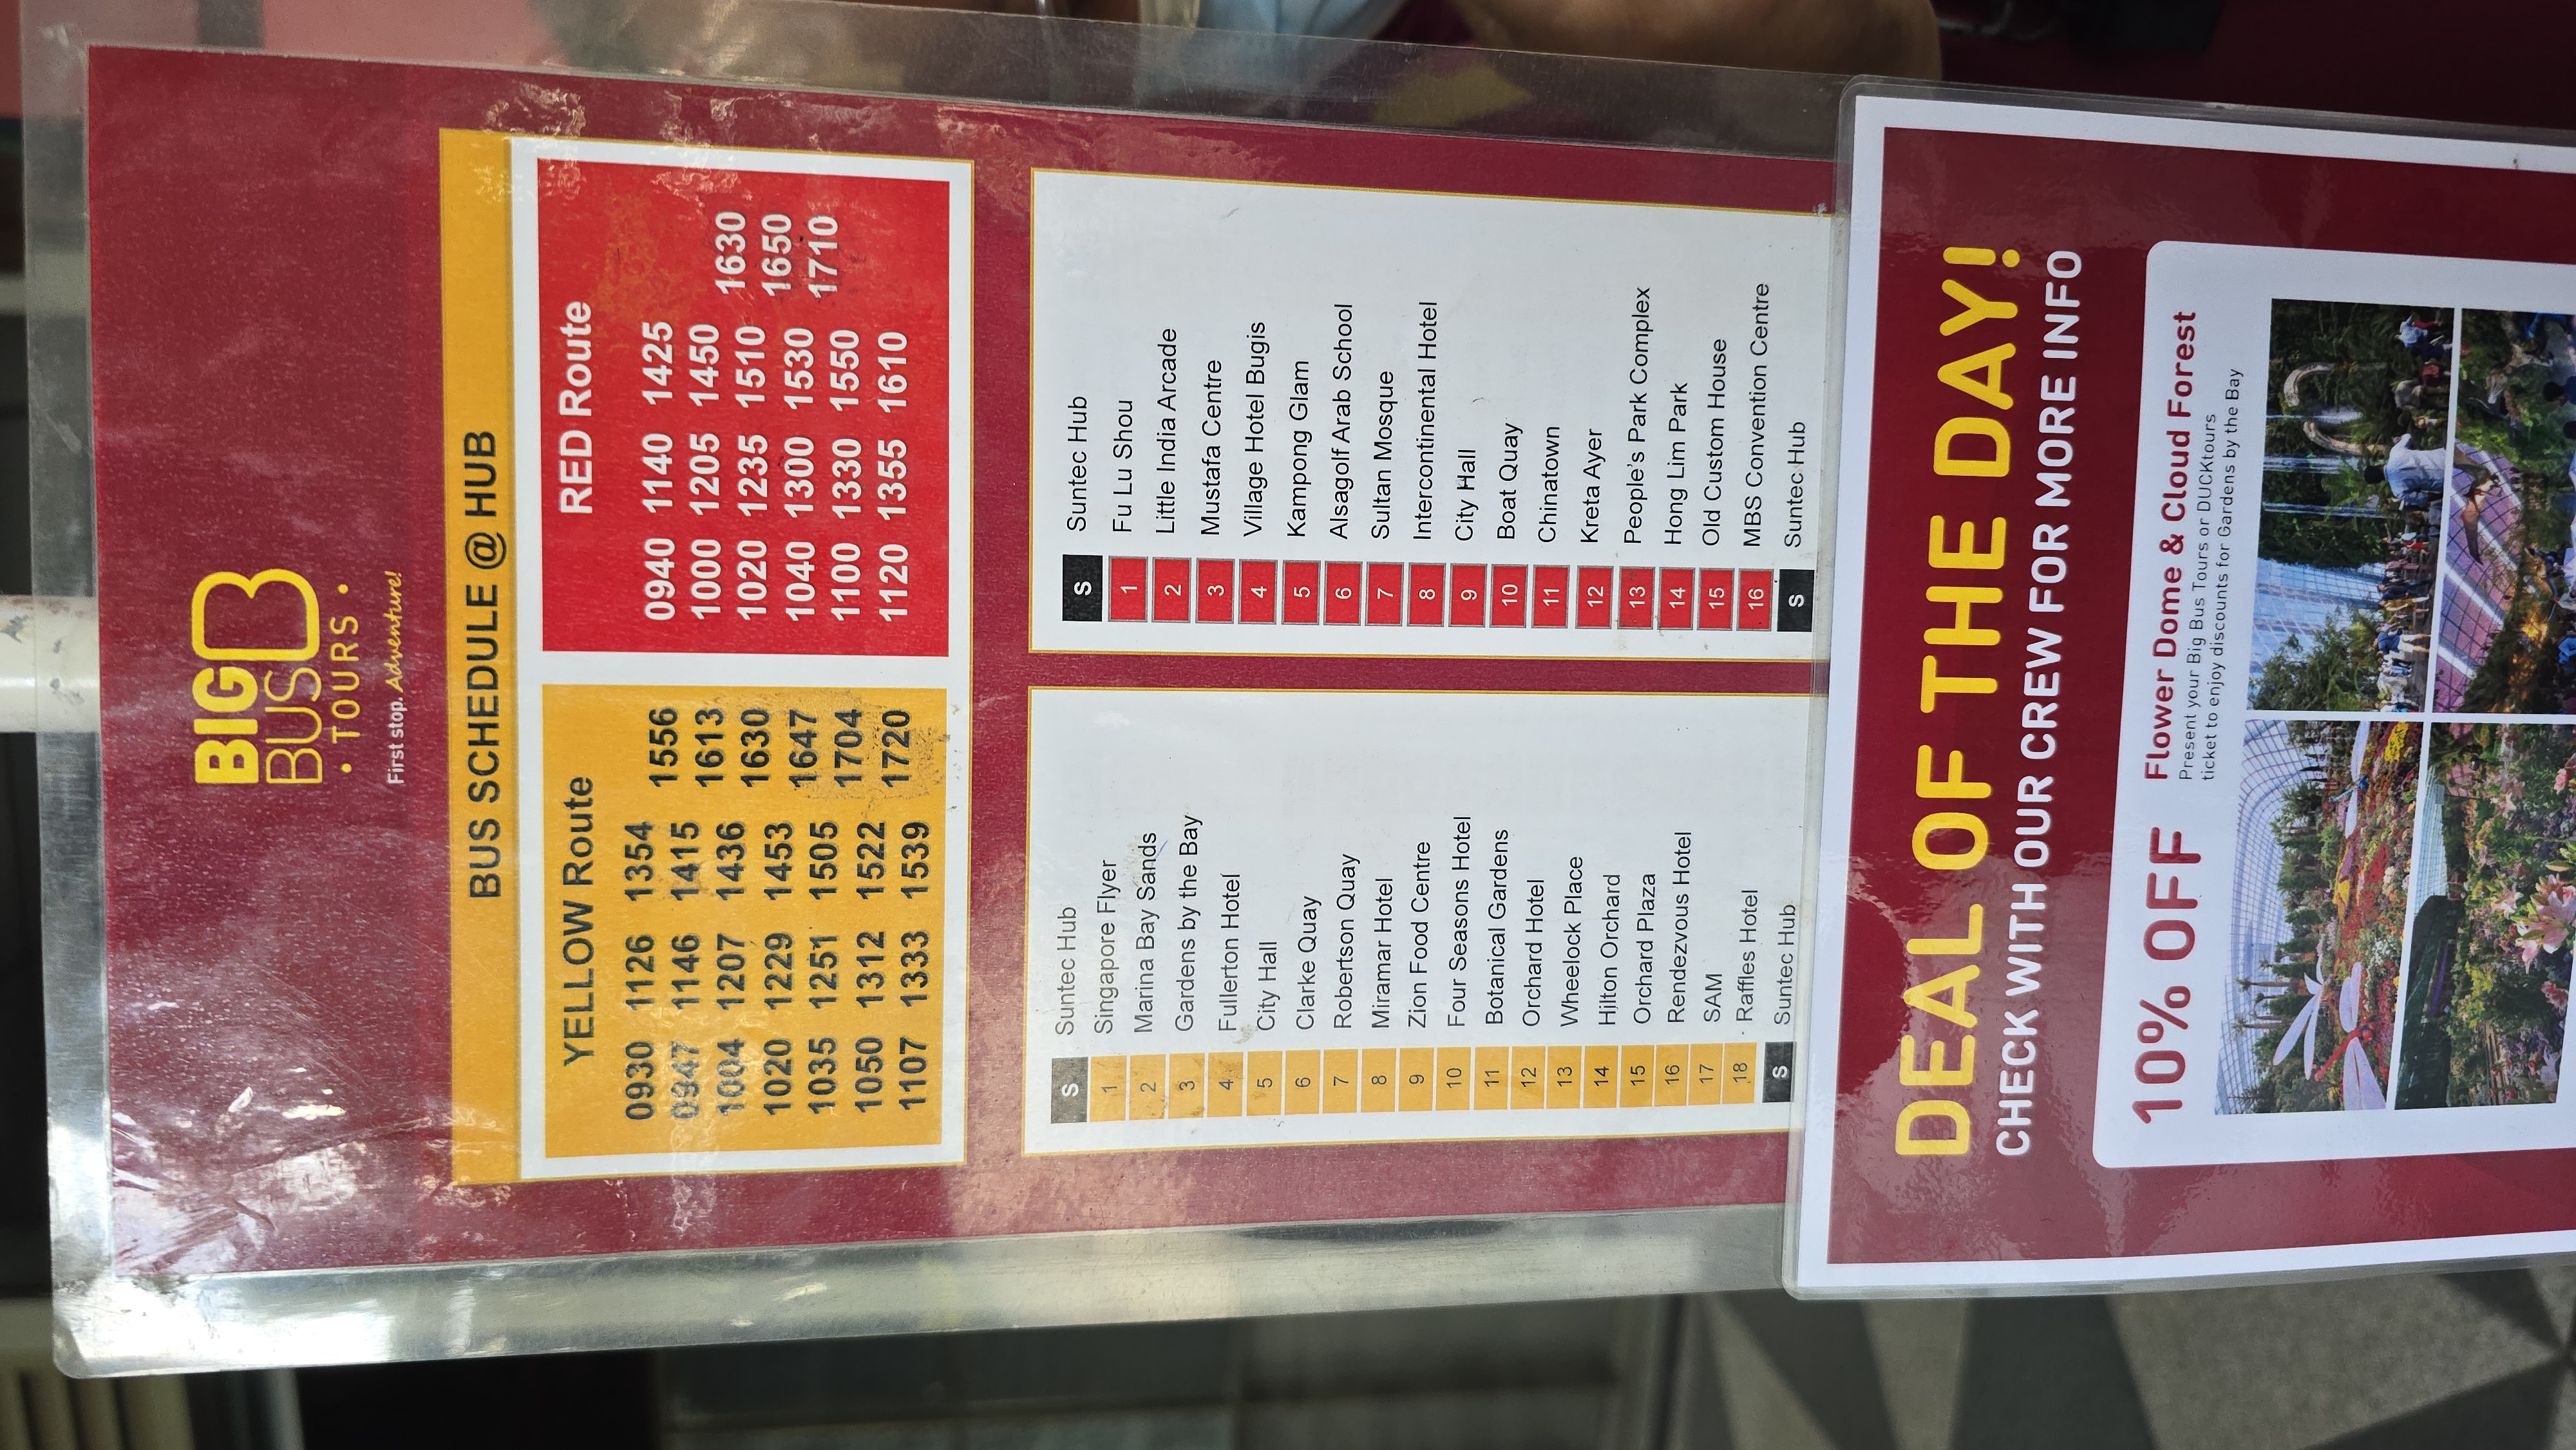 BIG
BUS
• TOURS •
First stop. Adventure!
BUS SCHEDULE @ HUB
YELLOW Route
0930 1126 1354
1556
0947 1146 1415
1613
1004 1207 1436
1630
1020 1229 1453
1647
1035 1251 1505
1704
1050 1312 1522
1720
1107 1333 1539
RED Route
0940 1140 1425
1000 1205 1450
1630
1020 1235 1510
1650
1040 1300 1530
1710
1100 1330 1550
1120 1355 1610
S Suntec Hub
1 Singapore Flyer
2 Marina Bay Sands
3 Gardens by the Bay
4 Fullerton Hotel
5 City Hall
6 Clarke Quay
7 Robertson Quay
8 Miramar Hotel
9 Zion Food Centre
10 Four Seasons Hotel
11 Botanical Gardens
12 Orchard Hotel
13 Wheelock Place
14 Hilton Orchard
15 Orchard Plaza
16 Rendezvous Hotel
17 SAM
18 Raffles Hotel
S Suntec Hub
S Suntec Hub
1 Fu Lu Shou
2 Little India Arcade
3 Mustafa Centre
4 Village Hotel Bugis
5 Kampong Glam
6 Alsagolf Arab School
7 Sultan Mosque
8 Intercontinental Hotel
9 City Hall
10 Boat Quay
11 Chinatown
12 Kreta Ayer
13 People's Park Complex
14 Hong Lim Park
15 Old Custom House
16 MBS Convention Centre
S Suntec Hub
DEAL OF THE DAY!
CHECK WITH OUR CREW FOR MORE INFO
10% OFF
Flower Dome & Cloud Forest
Present your Big Bus Tours or DUCKtours
ticket to enjoy discounts for Gardens by the Bay